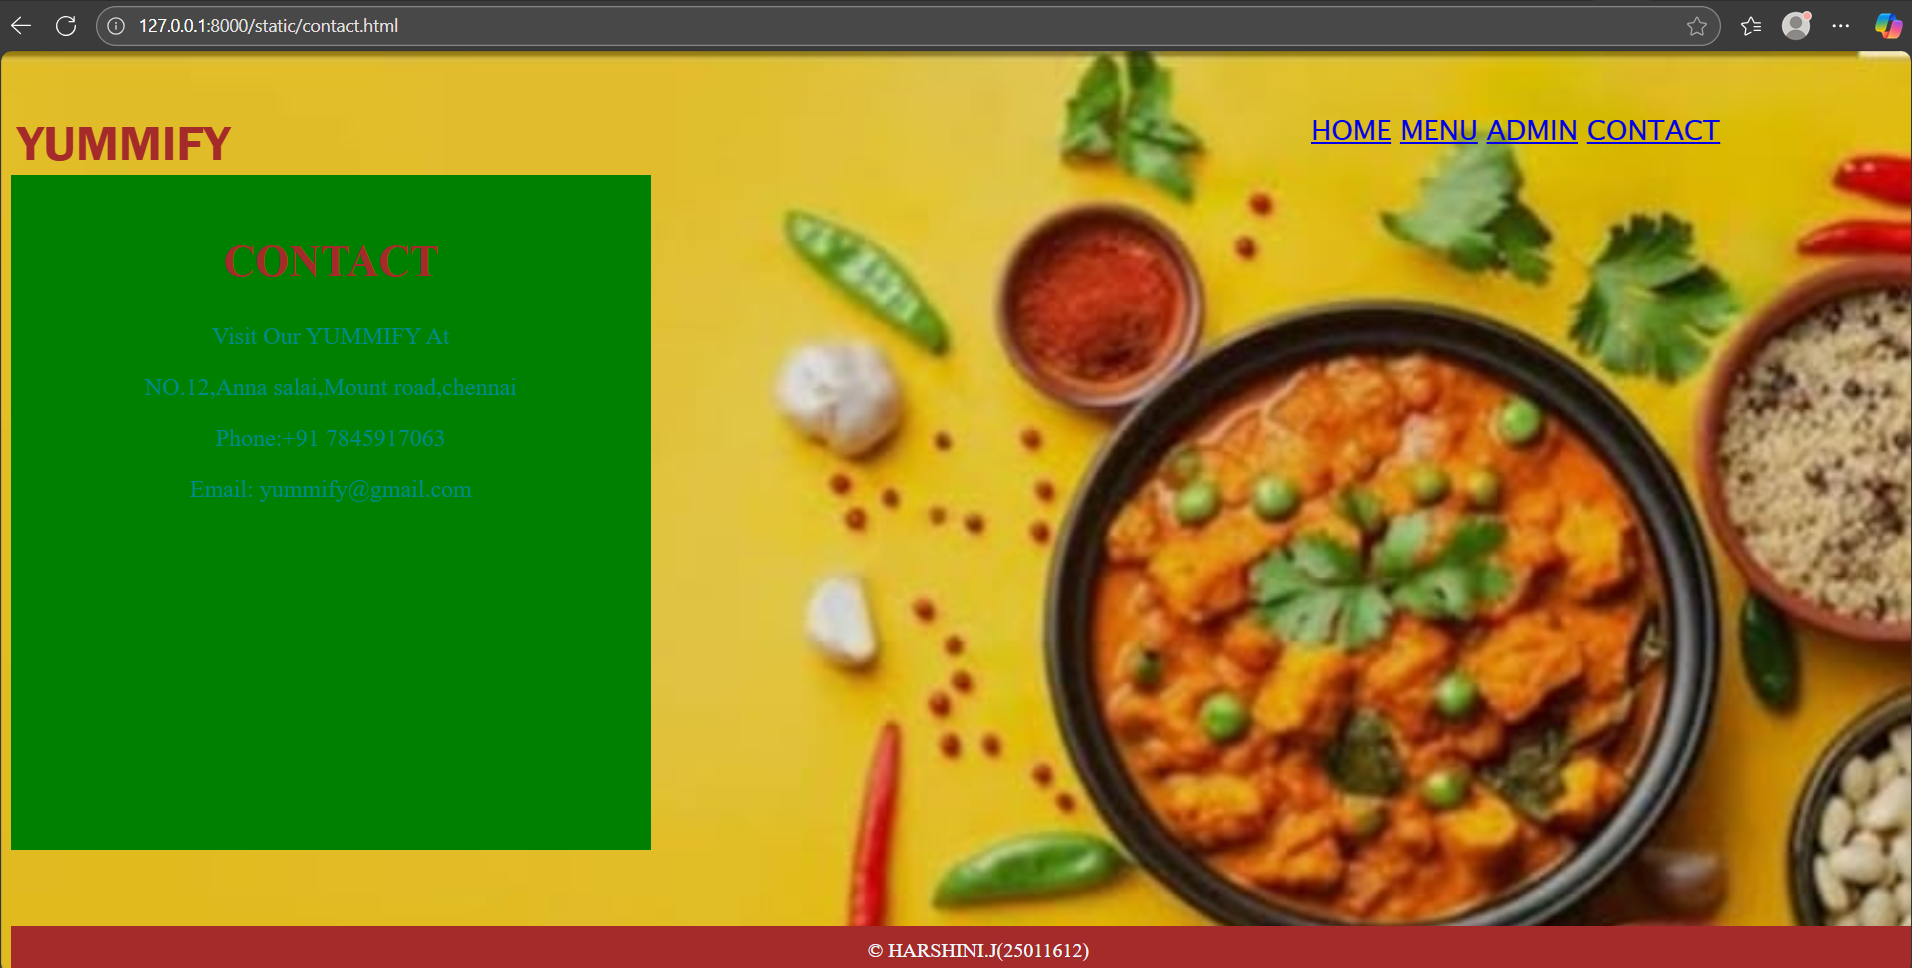 127.0.0.1:8000/static/contact.html
YUMMIFY
HOME MENU ADMIN CONTACT
CONTACT
Visit Our YUMMIFY At
NO.12,Anna salai,Mount road,chennai
Phone:+91 7845917063
Email: yummify@gmail.com
© HARSHINI.J(25011612)